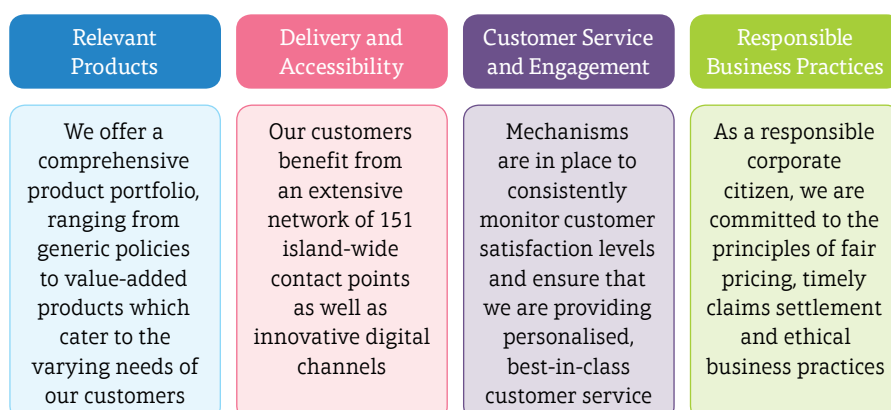 Relevant
Products
We offer a
comprehensive
product portfolio,
ranging from
generic policies
to value-added
products which
cater to the
varying needs of
our customers
Delivery and
Accessibility
Our customers
benefit from
an extensive
network of 151
island-wide
contact points
as well as
innovative digital
channels
Customer Service
and Engagement
Mechanisms
are in place to
consistently
monitor customer
satisfaction levels
and ensure that
we are providing
personalised,
best-in-class
customer service
Responsible
Business Practices
As a responsible
corporate
citizen, we are
committed to the
principles of fair
pricing, timely
claims settlement
and ethical
business practices